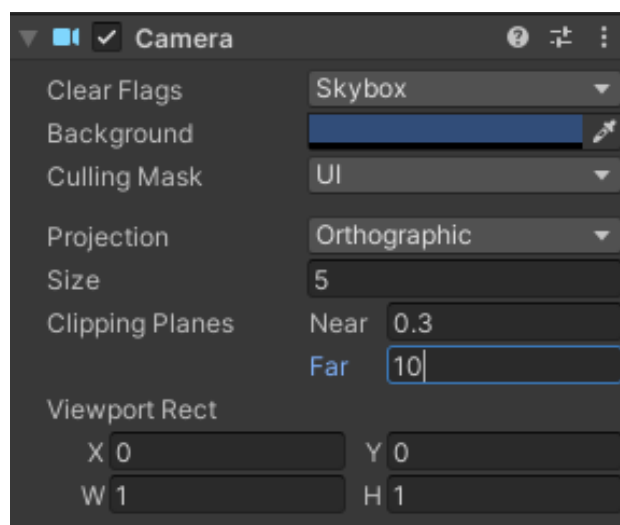 Camera
Clear Flags Skybox
Background
Culling Mask UI
Projection Orthographic
Size 5
Clipping Planes Near 0.3
Far 10
Viewport Rect
X 0 Y 0
W 1 H 1